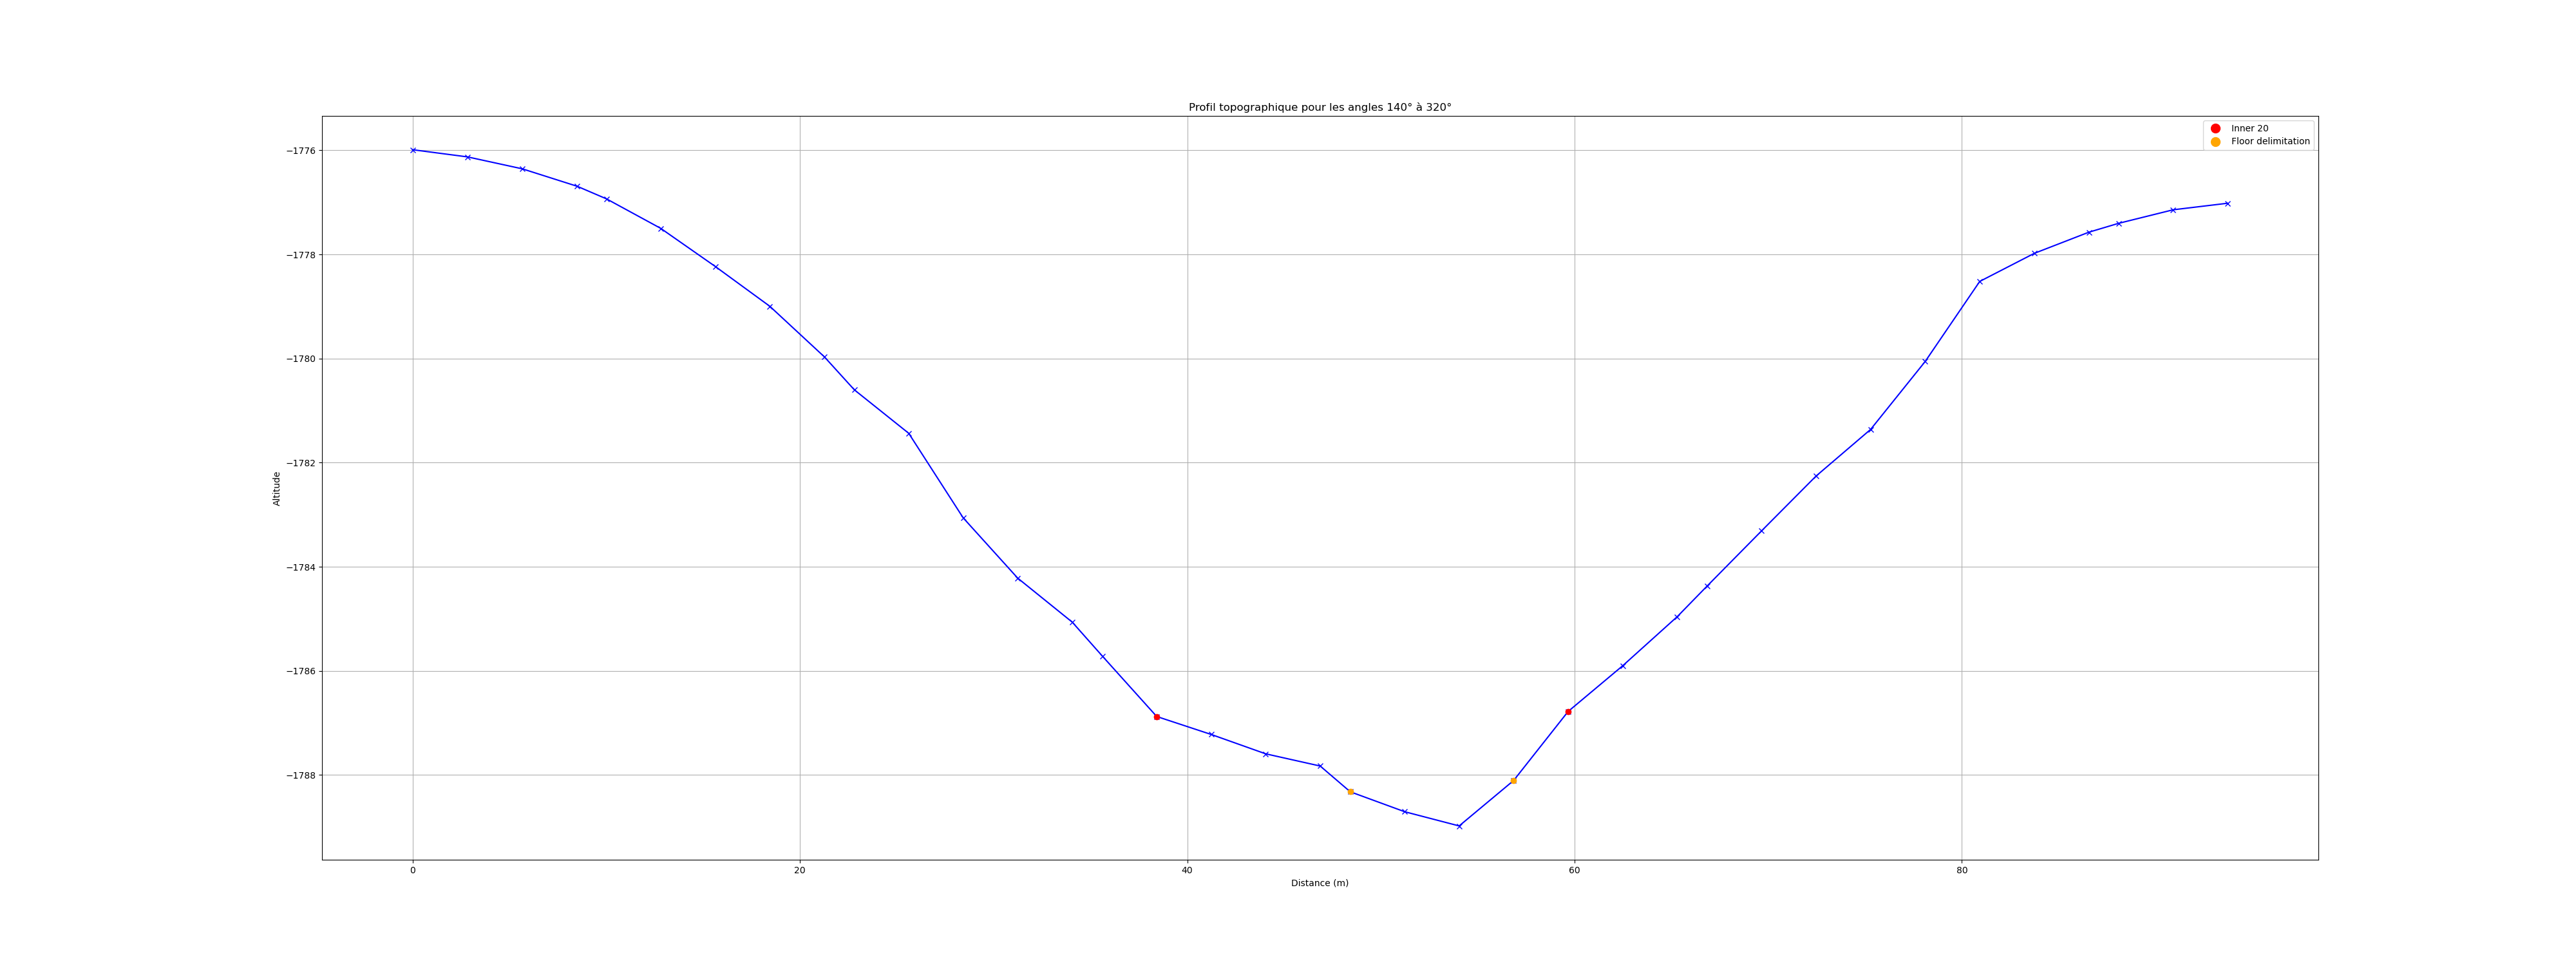 Profil topographique pour les angles 140° à 320°
Inner 20
Floor delimitation
−1776
−1778
−1780
−1782
−1784
−1786
−1788
Altitude
0
20
40
60
80
Distance (m)